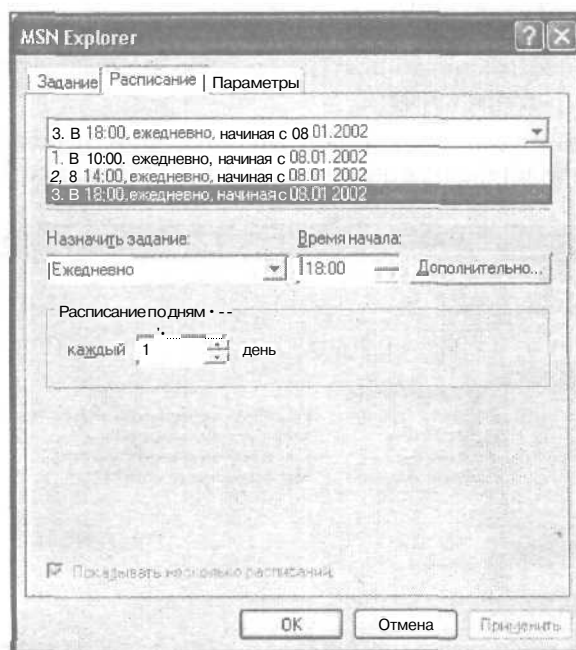 MSN Explorer
Задание Расписание Параметры
3. В 18:00, ежедневно, начиная с 08 01.2002
1. В 10:00. ежедневно, начиная с 08.01.2002
2, 8 14:00, ежедневно, начиная с 08.01 2002
3. В 18:00, ежедневно, начиная с 08.01 2002
Назначить задание: Время начала:
Ежедневно 18:00 Дополнительно...
Расписание по дням
каждый 1 день
Показывать несколько расписаний.
OK Отмена Применить